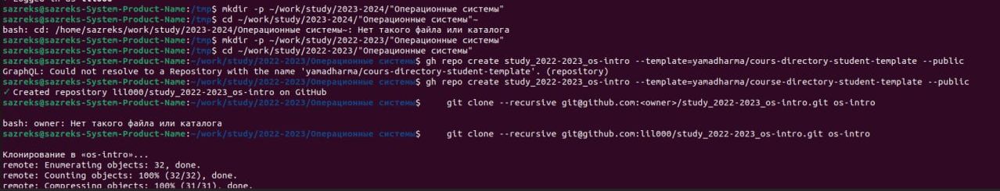 sazreks@sazreks-System-Product-Name:/tmp$ mkdir -p ~/work/study/2023-2024/"Операционные системы"
sazreks@sazreks-System-Product-Name:/tmp$ cd ~/work/study/2023-2024/"Операционные системы"~
bash: cd: /home/sazreks/work/study/2023-2024/Операционные системы~: Нет такого файла или каталога
sazreks@sazreks-System-Product-Name:/tmp$ mkdir -p ~/work/study/2022-2023/"Операционные системы"
sazreks@sazreks-System-Product-Name:/tmp$ cd ~/work/study/2022-2023/"Операционные системы"
sazreks@sazreks-System-Product-Name:~/work/study/2022-2023/Операционные системы$ gh repo create study_2022-2023_os-intro --template=yamadharma/cours-directory-student-template --public
GraphQL: Could not resolve to a Repository with the name 'yamadharma/cours-directory-student-template'. (repository)
sazreks@sazreks-System-Product-Name:~/work/study/2022-2023/Операционные системы$ gh repo create study_2022-2023_os-intro --template=yamadharma/course-directory-student-template --public
✓ Created repository lil000/study_2022-2023_os-intro on GitHub
sazreks@sazreks-System-Product-Name:~/work/study/2022-2023/Операционные системы$ git clone --recursive git@github.com:<owner>/study_2022-2023_os-intro.git os-intro
bash: owner: Нет такого файла или каталога
sazreks@sazreks-System-Product-Name:~/work/study/2022-2023/Операционные системы$ git clone --recursive git@github.com:lil000/study_2022-2023_os-intro.git os-intro
Клонирование в «os-intro»...
remote: Enumerating objects: 32, done.
remote: Counting objects: 100% (32/32), done.
remote: Compressing objects: 100% (31/31), done.